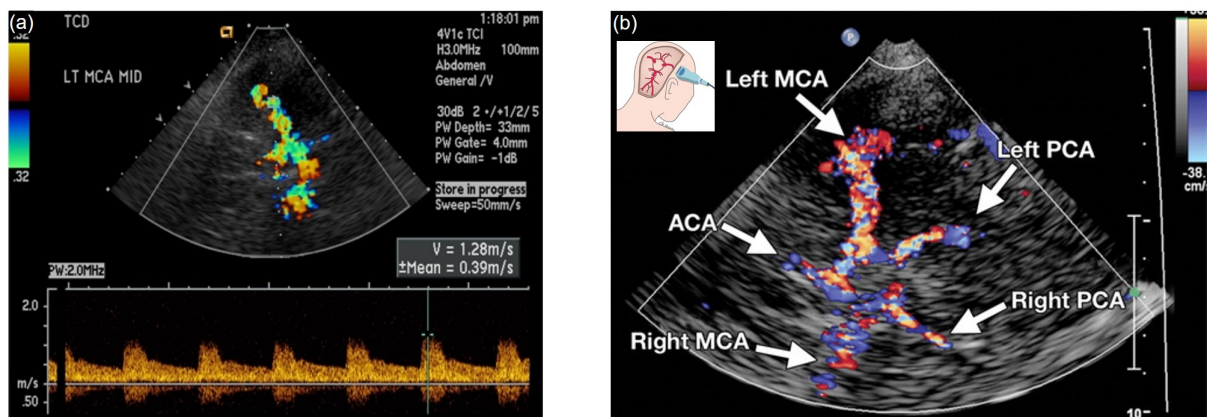 (a)
TCD
1:18:01 pm
.32
4V1c TCI
H3.0MHz 100mm
Abdomen
General /V
LT MCA MID
30dB 2 +/+1/2/5
PW Depth= 33mm
PW Gate= 4.0mm
PW Gain= -1dB
.32
Store in progress
Sweep=50mm/s
V = 1.28m/s
±Mean = 0.39m/s
PW:2.0MHz
2.0
m/s
.50
(b)
P
Left MCA
Left PCA
ACA
Right PCA
Right MCA
-38.
cm/s
10